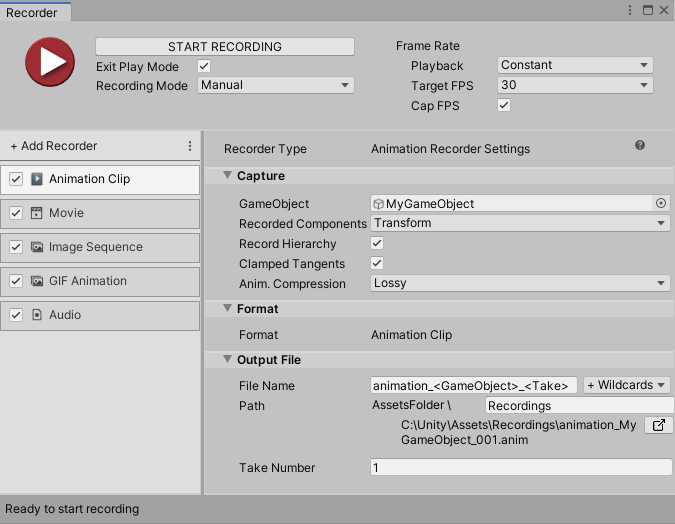 Recorder
START RECORDING
Exit Play Mode
Recording Mode Manual
Frame Rate
Playback Constant
Target FPS 30
Cap FPS
+ Add Recorder
Animation Clip
Movie
Image Sequence
GIF Animation
Audio
Recorder Type Animation Recorder Settings
Capture
GameObject MyGameObject
Recorded Components Transform
Record Hierarchy
Clamped Tangents
Anim. Compression Lossy
Format
Format Animation Clip
Output File
File Name animation_<GameObject>_<Take> + Wildcards
Path AssetsFolder \ Recordings
C:\Unity\Assets\Recordings\animation_My
GameObject_001.anim
Take Number 1
Ready to start recording